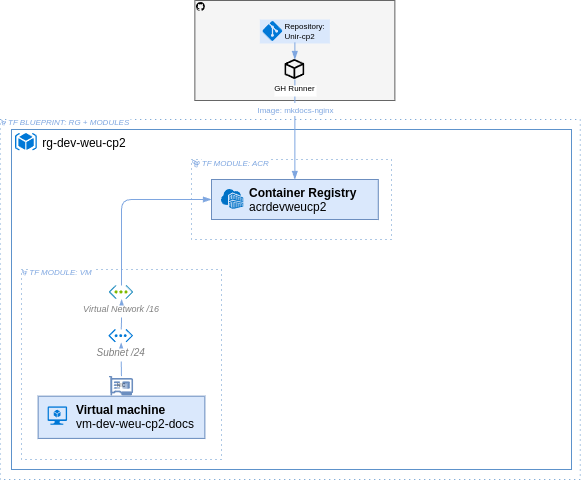 Repository:
Unir-cp2
GH Runner
Image: mkdocs-nginx
TF BLUEPRINT: RG + MODULES
rg-dev-weu-cp2
TF MODULE: ACR
Container Registry
acrdevweucp2
TF MODULE: VM
Virtual Network /16
Subnet /24
Virtual machine
vm-dev-weu-cp2-docs